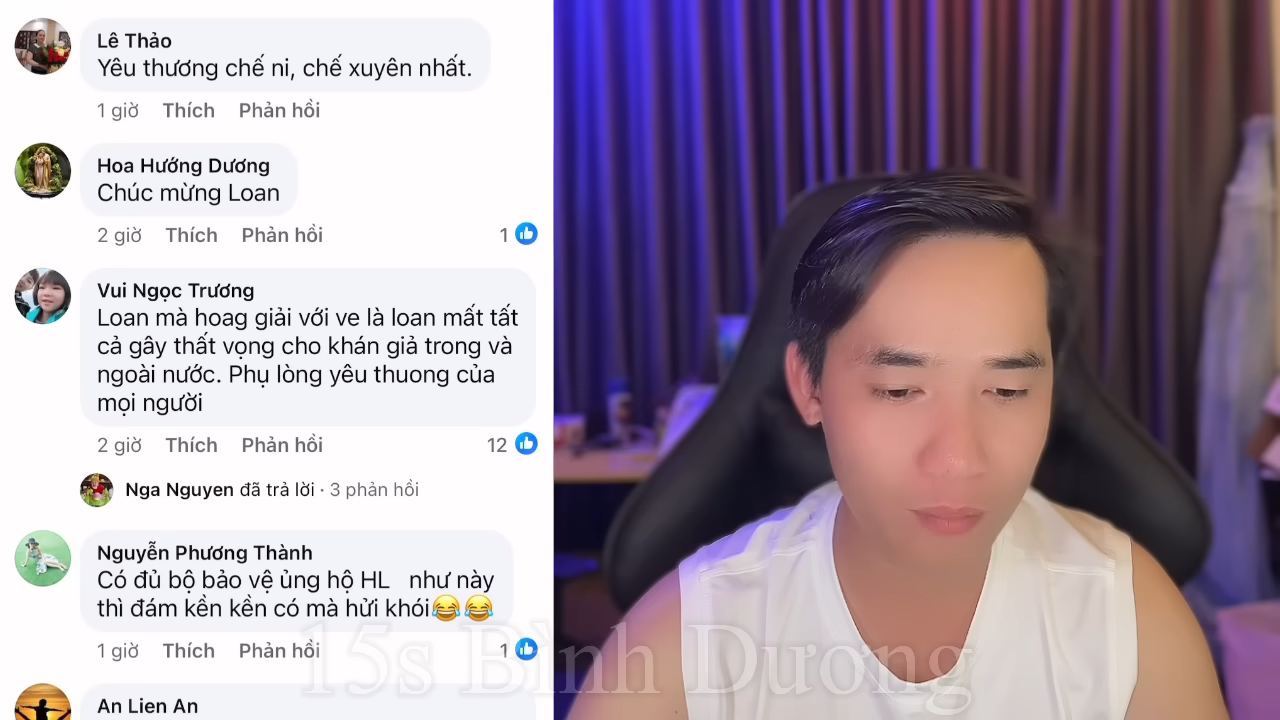 Lê Thảo
Yêu thương chế ni, chế xuyên nhất.
1 giờ Thích Phản hồi
Hoa Hướng Dương
Chúc mừng Loan
2 giờ Thích Phản hồi 1
Vui Ngọc Trương
Loan mà hoag giải với ve là loan mất tất
cả gây thất vọng cho khán giả trong và
ngoài nước. Phụ lòng yêu thuong của
mọi người
2 giờ Thích Phản hồi 12
Nga Nguyen đã trả lời · 3 phản hồi
Nguyễn Phương Thành
Có đủ bộ bảo vệ ủng hộ HL như này
thì đám kền kền có mà hửi khói😂😂
1 giờ Thích Phản hồi 1
15s Bình Dương
An Lien An